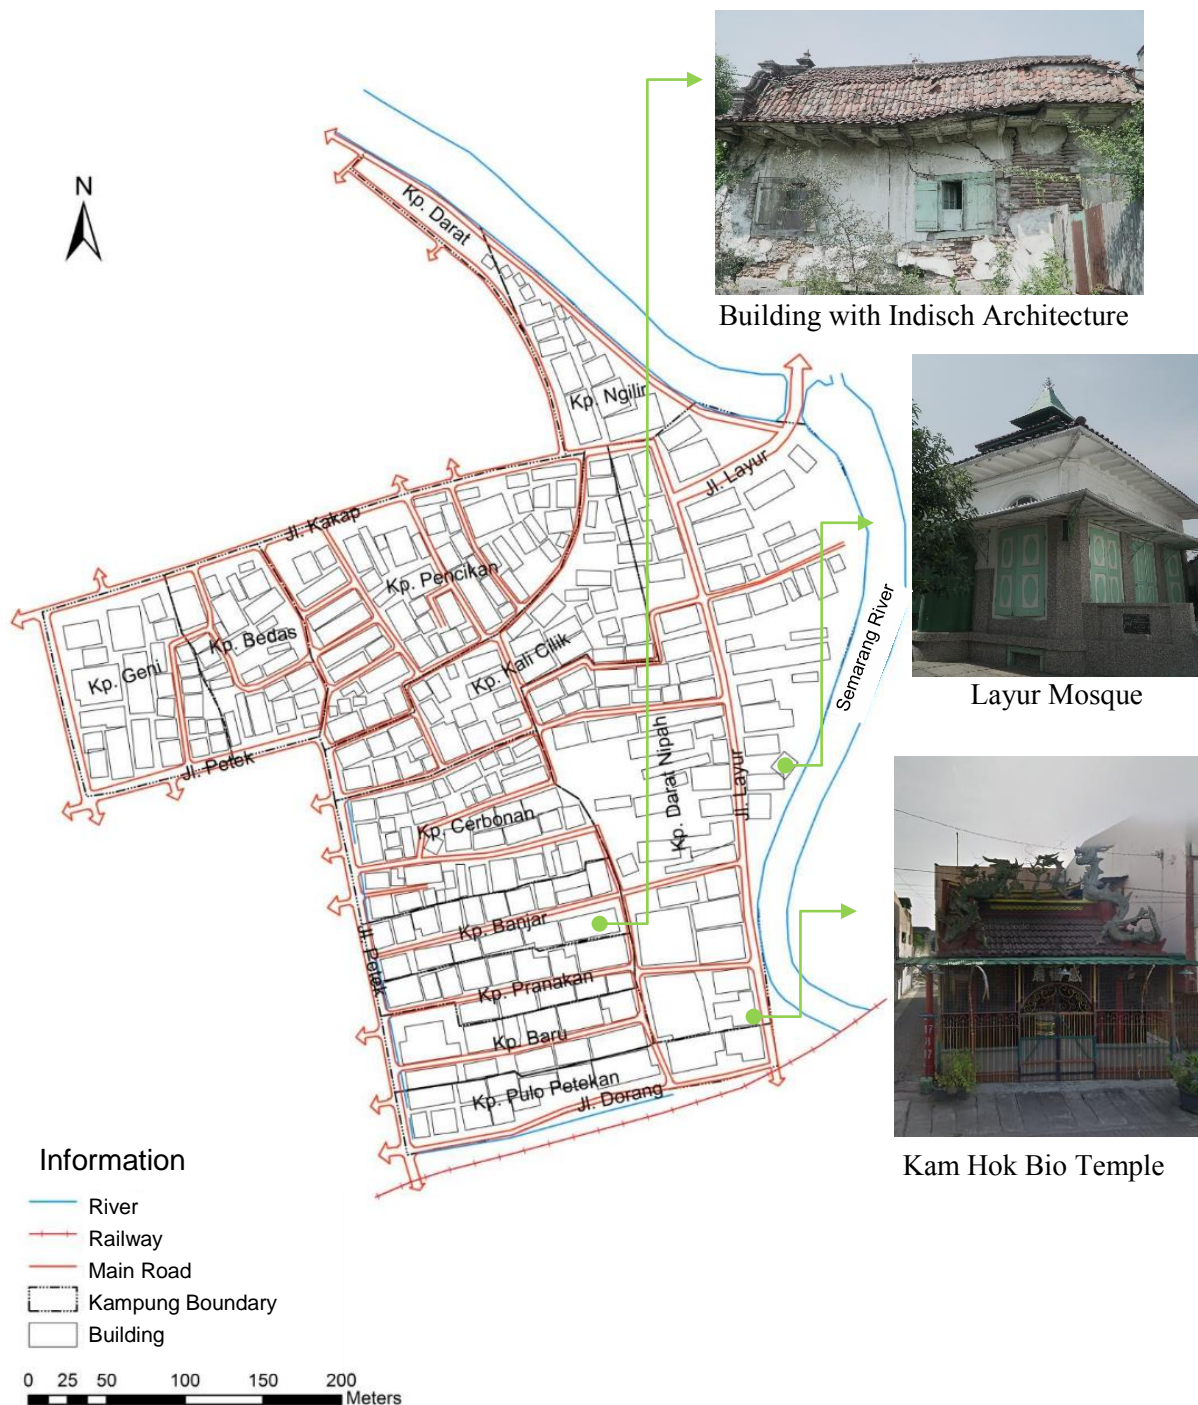 Building with Indisch Architecture
N
Kp. Darat
Kp. Ngilir
Jl. Layur
Layur Mosque
Jl. Kakap
Kp. Pencikan
Kp. Bedas
Kp. Geni
Kp. Kali Cilik
Semarang River
Jl. Petek
Kp. Darat Nipah
Jl. Layur
Kp. Cerbonan
Kp. Banjar
Jl. Petek
Kp. Pranakan
Kp. Baru
Kp. Pulo Petekan
Jl. Dorang
Kam Hok Bio Temple
Information
River
Railway
Main Road
Kampung Boundary
Building
0 25 50 100 150 200
Meters